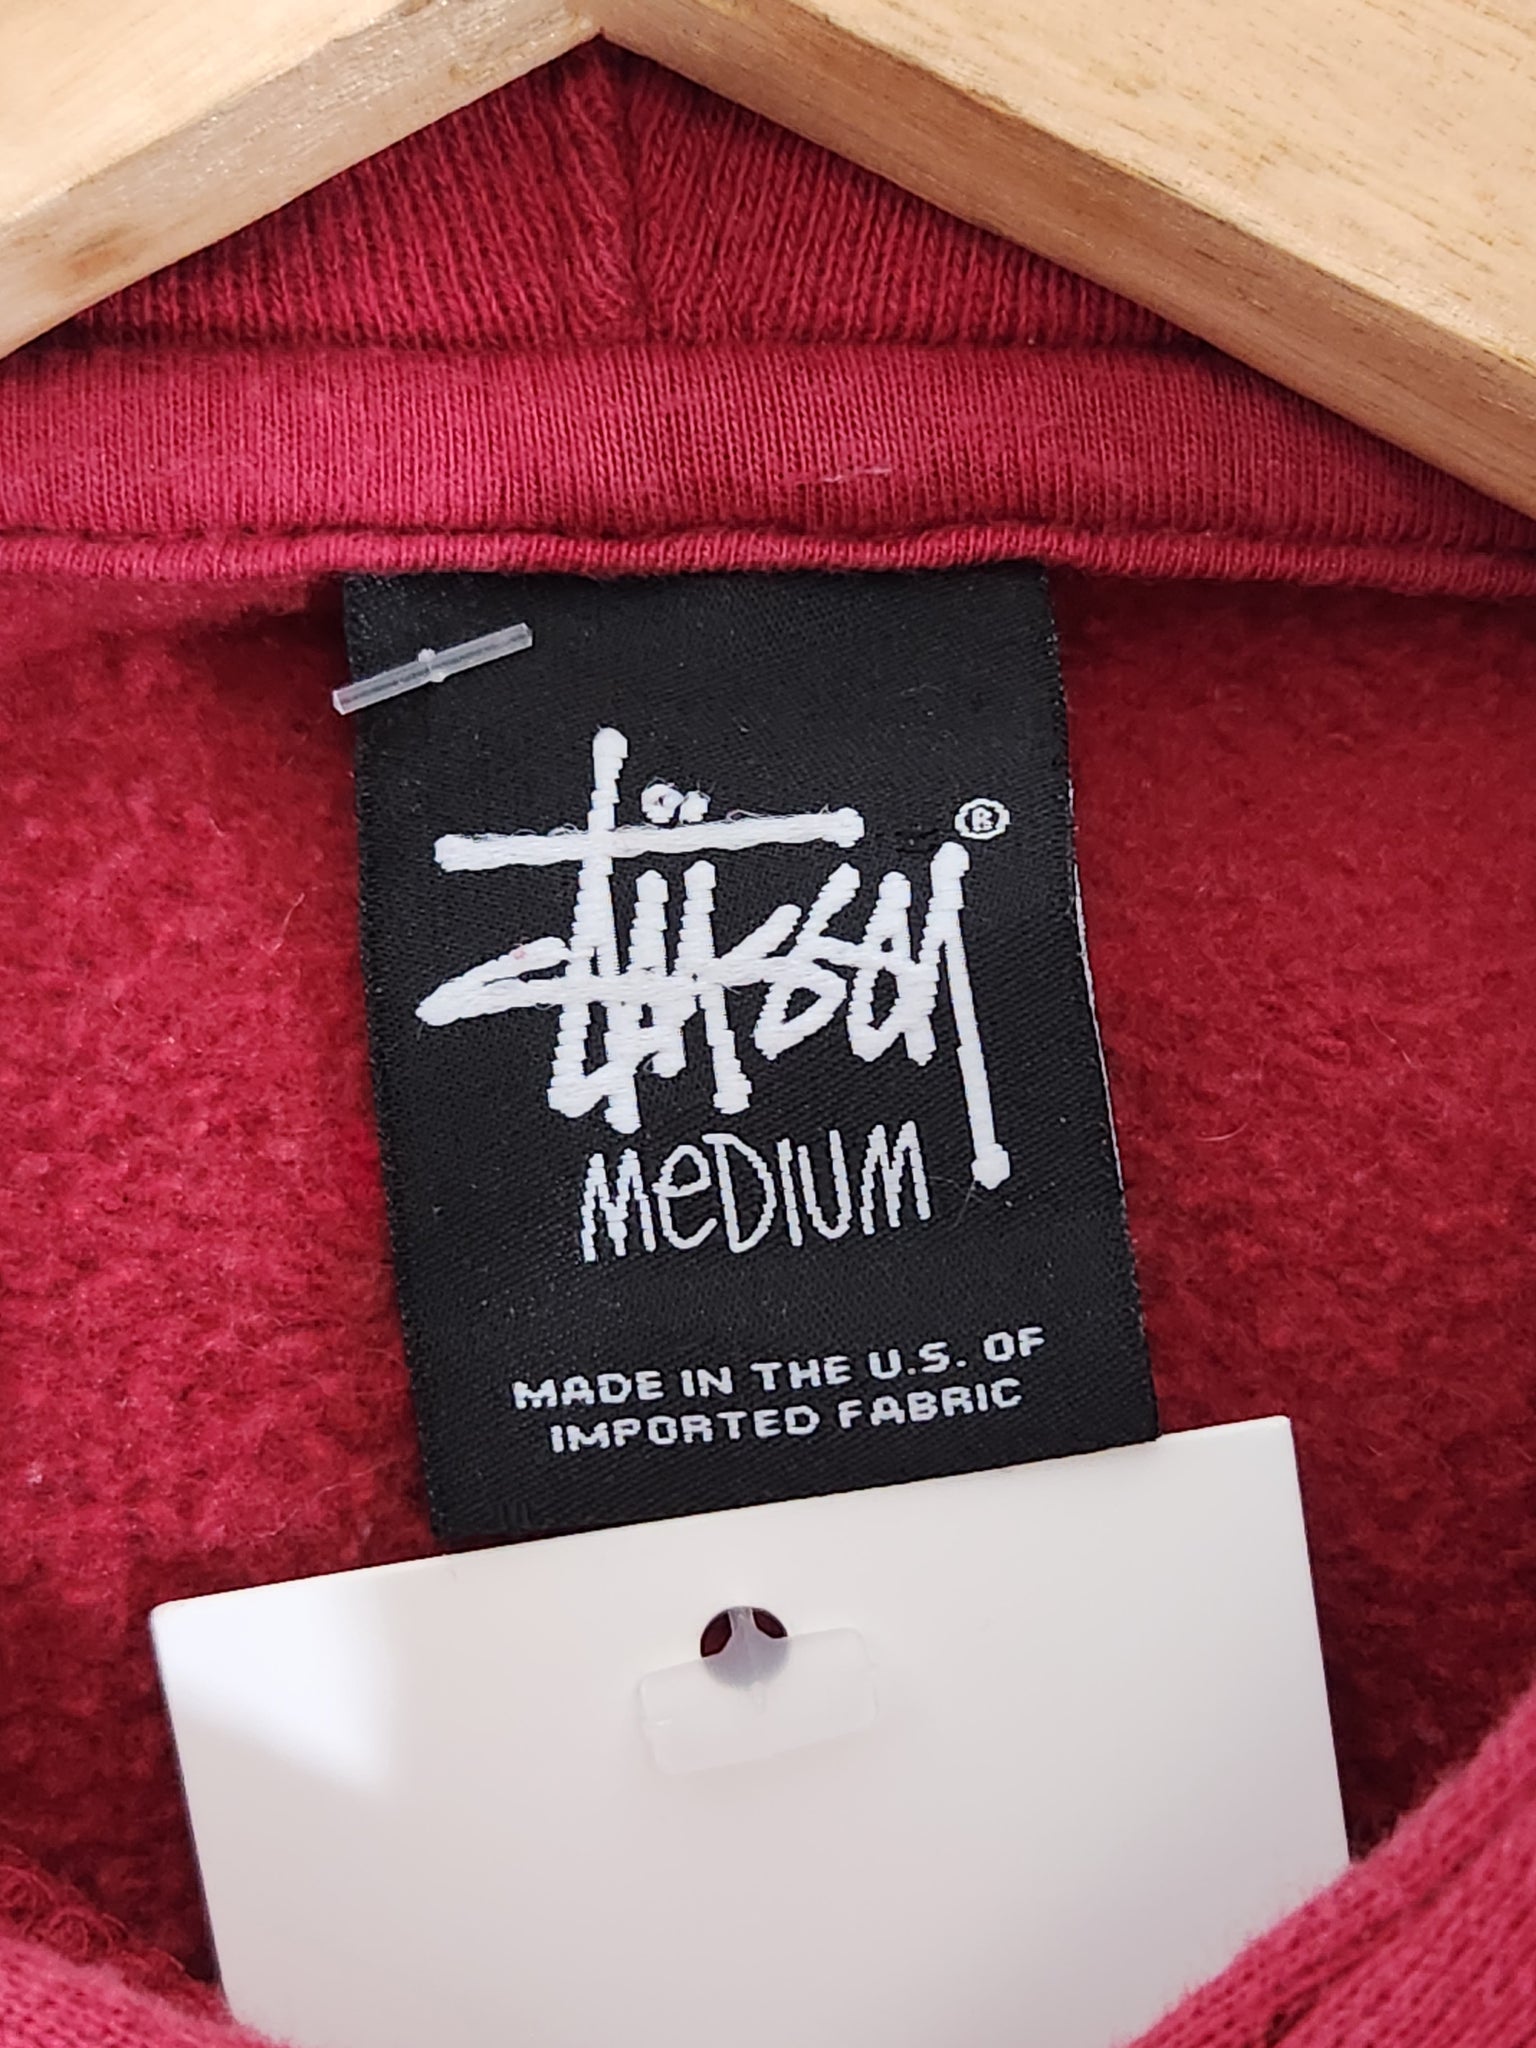 Stüssy ®
MeDIUM
MADE IN THE U.S. OF
IMPORTED FABRIC